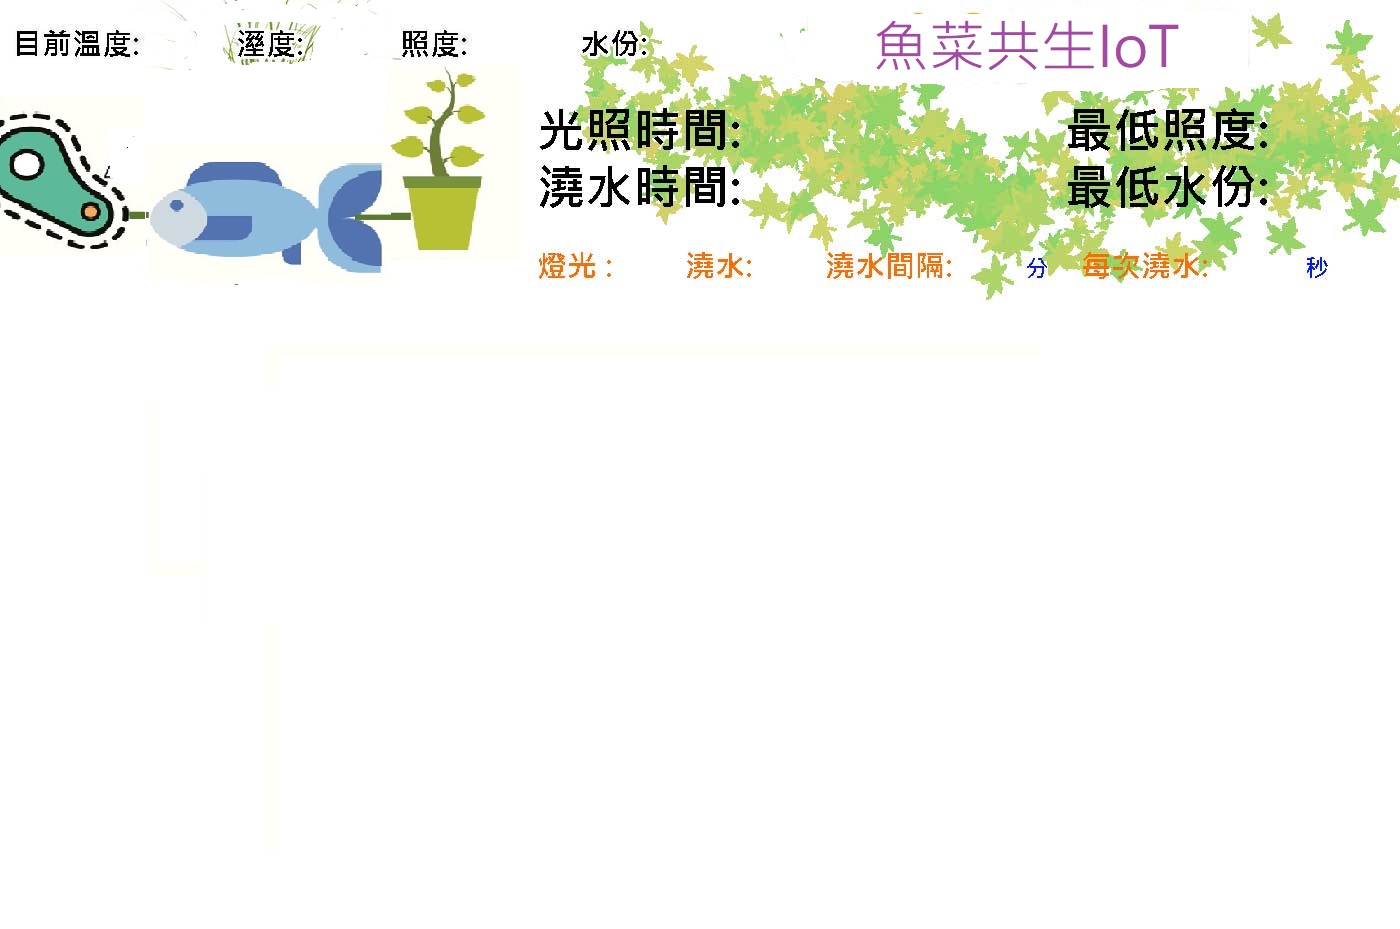 目前溫度: 溼度: 照度: 水份: 魚菜共生IoT
光照時間: 最低照度:
澆水時間: 最低水份:
燈光 : 澆水: 澆水間隔: 分 每次澆水: 秒